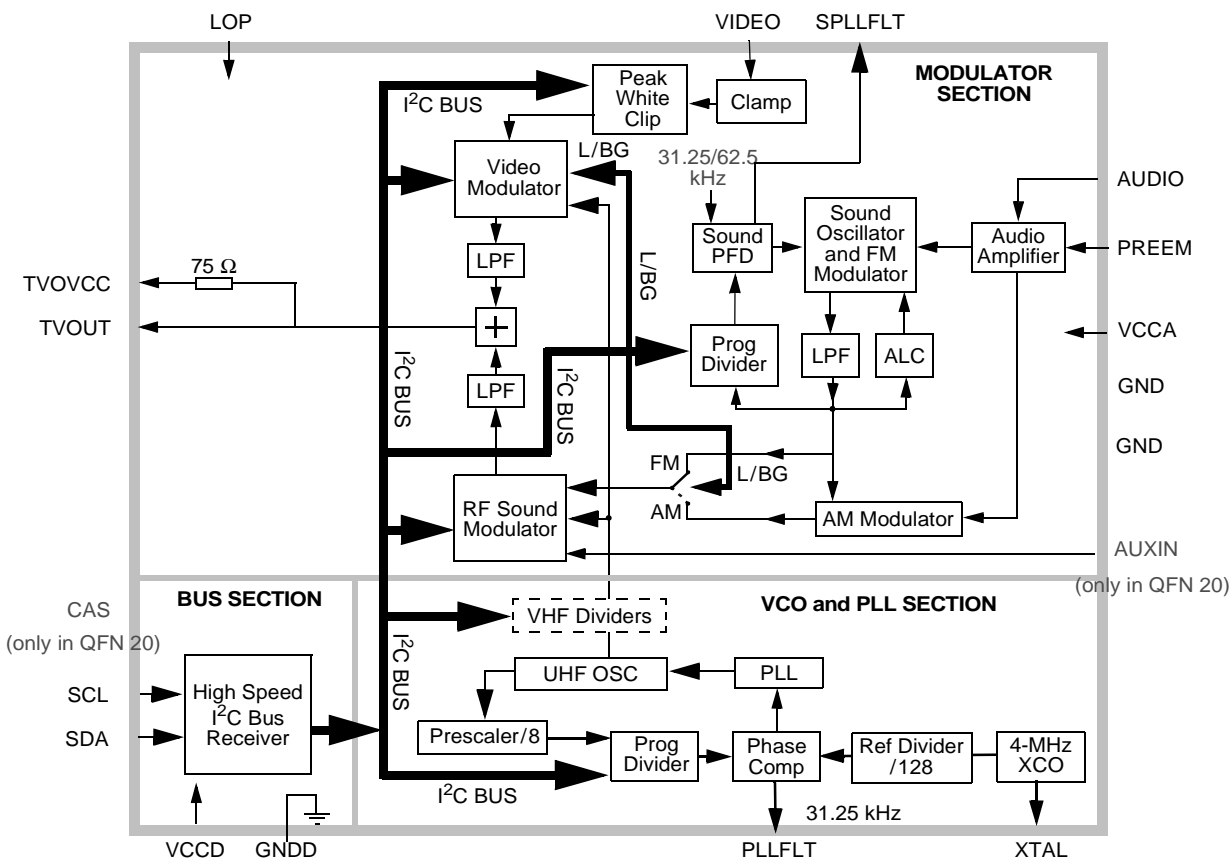 LOP
VIDEO
SPLLFLT
MODULATOR
SECTION
I²C BUS
Peak
White
Clip
Clamp
L/BG
31.25/62.5
kHz
Video
Modulator
AUDIO
Sound
PFD
Sound
Oscillator
and FM
Modulator
Audio
Amplifier
PREEM
LPF
L/BG
75 Ω
TVOVCC
TVOUT
+
I²C BUS
Prog
Divider
LPF
ALC
VCCA
LPF
I²C BUS
GND
GND
FM
L/BG
AM
RF Sound
Modulator
AM Modulator
AUXIN
(only in QFN 20)
BUS SECTION
VCO and PLL SECTION
CAS
(only in QFN 20)
VHF Dividers
I²C BUS
UHF OSC
PLL
SCL
SDA
High Speed
I²C Bus
Receiver
Prescaler/8
Prog
Divider
Phase
Comp
Ref Divider
/128
4-MHz
XCO
I²C BUS
31.25 kHz
VCCD
GNDD
PLLFLT
XTAL